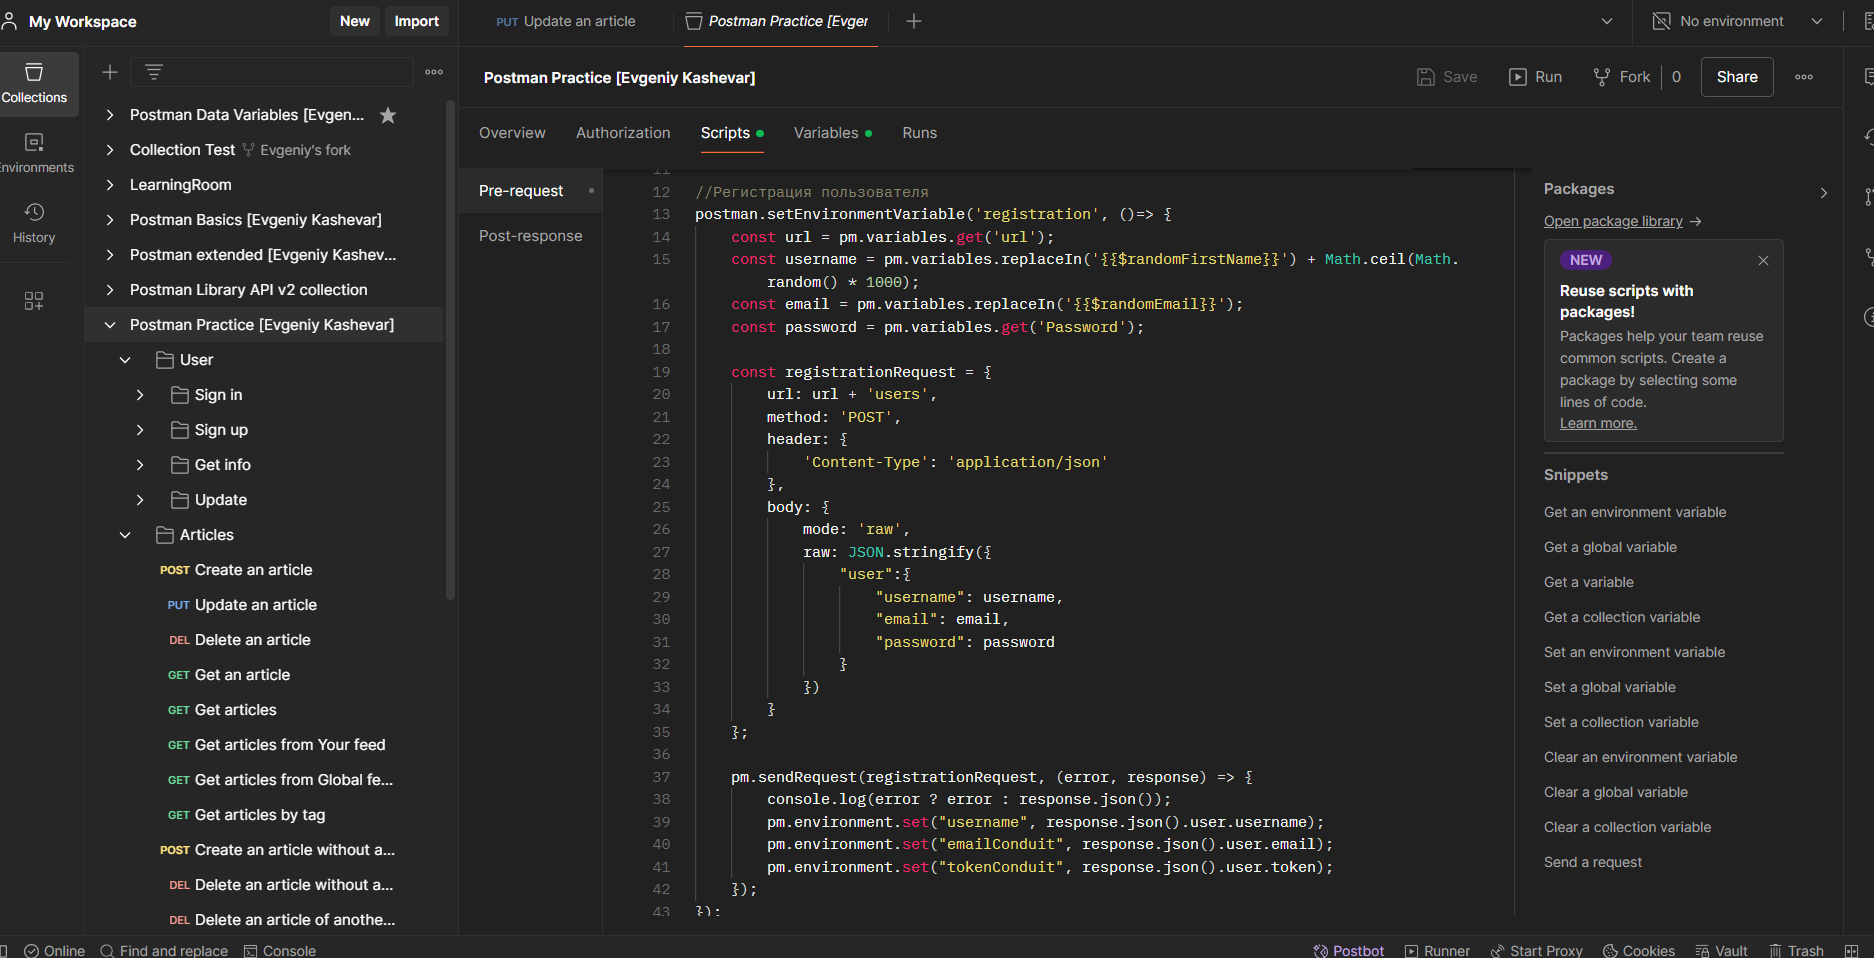 My Workspace
New
Import
PUT Update an article
Postman Practice [Evger
No environment
Collections
Environments
History
Postman Data Variables [Evgen...
Collection Test Evgeniy's fork
LearningRoom
Postman Basics [Evgeniy Kashevar]
Postman extended [Evgeniy Kashev...
Postman Library API v2 collection
Postman Practice [Evgeniy Kashevar]
User
Sign in
Sign up
Get info
Update
Articles
POST Create an article
PUT Update an article
DEL Delete an article
GET Get an article
GET Get articles
GET Get articles from Your feed
GET Get articles from Global fe...
GET Get articles by tag
POST Create an article without a...
DEL Delete an article without a...
DEL Delete an article of anothe...
Postman Practice [Evgeniy Kashevar]
Save
Run
Fork 0
Share
Overview
Authorization
Scripts
Variables
Runs
Pre-request
Post-response
11
12 //Регистрация пользователя
13 postman.setEnvironmentVariable('registration', ()=> {
14 const url = pm.variables.get('url');
15 const username = pm.variables.replaceIn('{{$randomFirstName}}') + Math.ceil(Math.
random() * 1000);
16 const email = pm.variables.replaceIn('{{$randomEmail}}');
17 const password = pm.variables.get('Password');
18
19 const registrationRequest = {
20 url: url + 'users',
21 method: 'POST',
22 header: {
23 'Content-Type': 'application/json'
24 },
25 body: {
26 mode: 'raw',
27 raw: JSON.stringify({
28 "user":{
29 "username": username,
30 "email": email,
31 "password": password
32 }
33 })
34 }
35 };
36
37 pm.sendRequest(registrationRequest, (error, response) => {
38 console.log(error ? error : response.json());
39 pm.environment.set("username", response.json().user.username);
40 pm.environment.set("emailConduit", response.json().user.email);
41 pm.environment.set("tokenConduit", response.json().user.token);
42 });
43 });
Packages
Open package library →
NEW
Reuse scripts with
packages!
Packages help your team reuse
common scripts. Create a
package by selecting some
lines of code.
Learn more.
Snippets
Get an environment variable
Get a global variable
Get a variable
Get a collection variable
Set an environment variable
Set a global variable
Set a collection variable
Clear an environment variable
Clear a global variable
Clear a collection variable
Send a request
Online
Find and replace
Console
Postbot
Runner
Start Proxy
Cookies
Vault
Trash